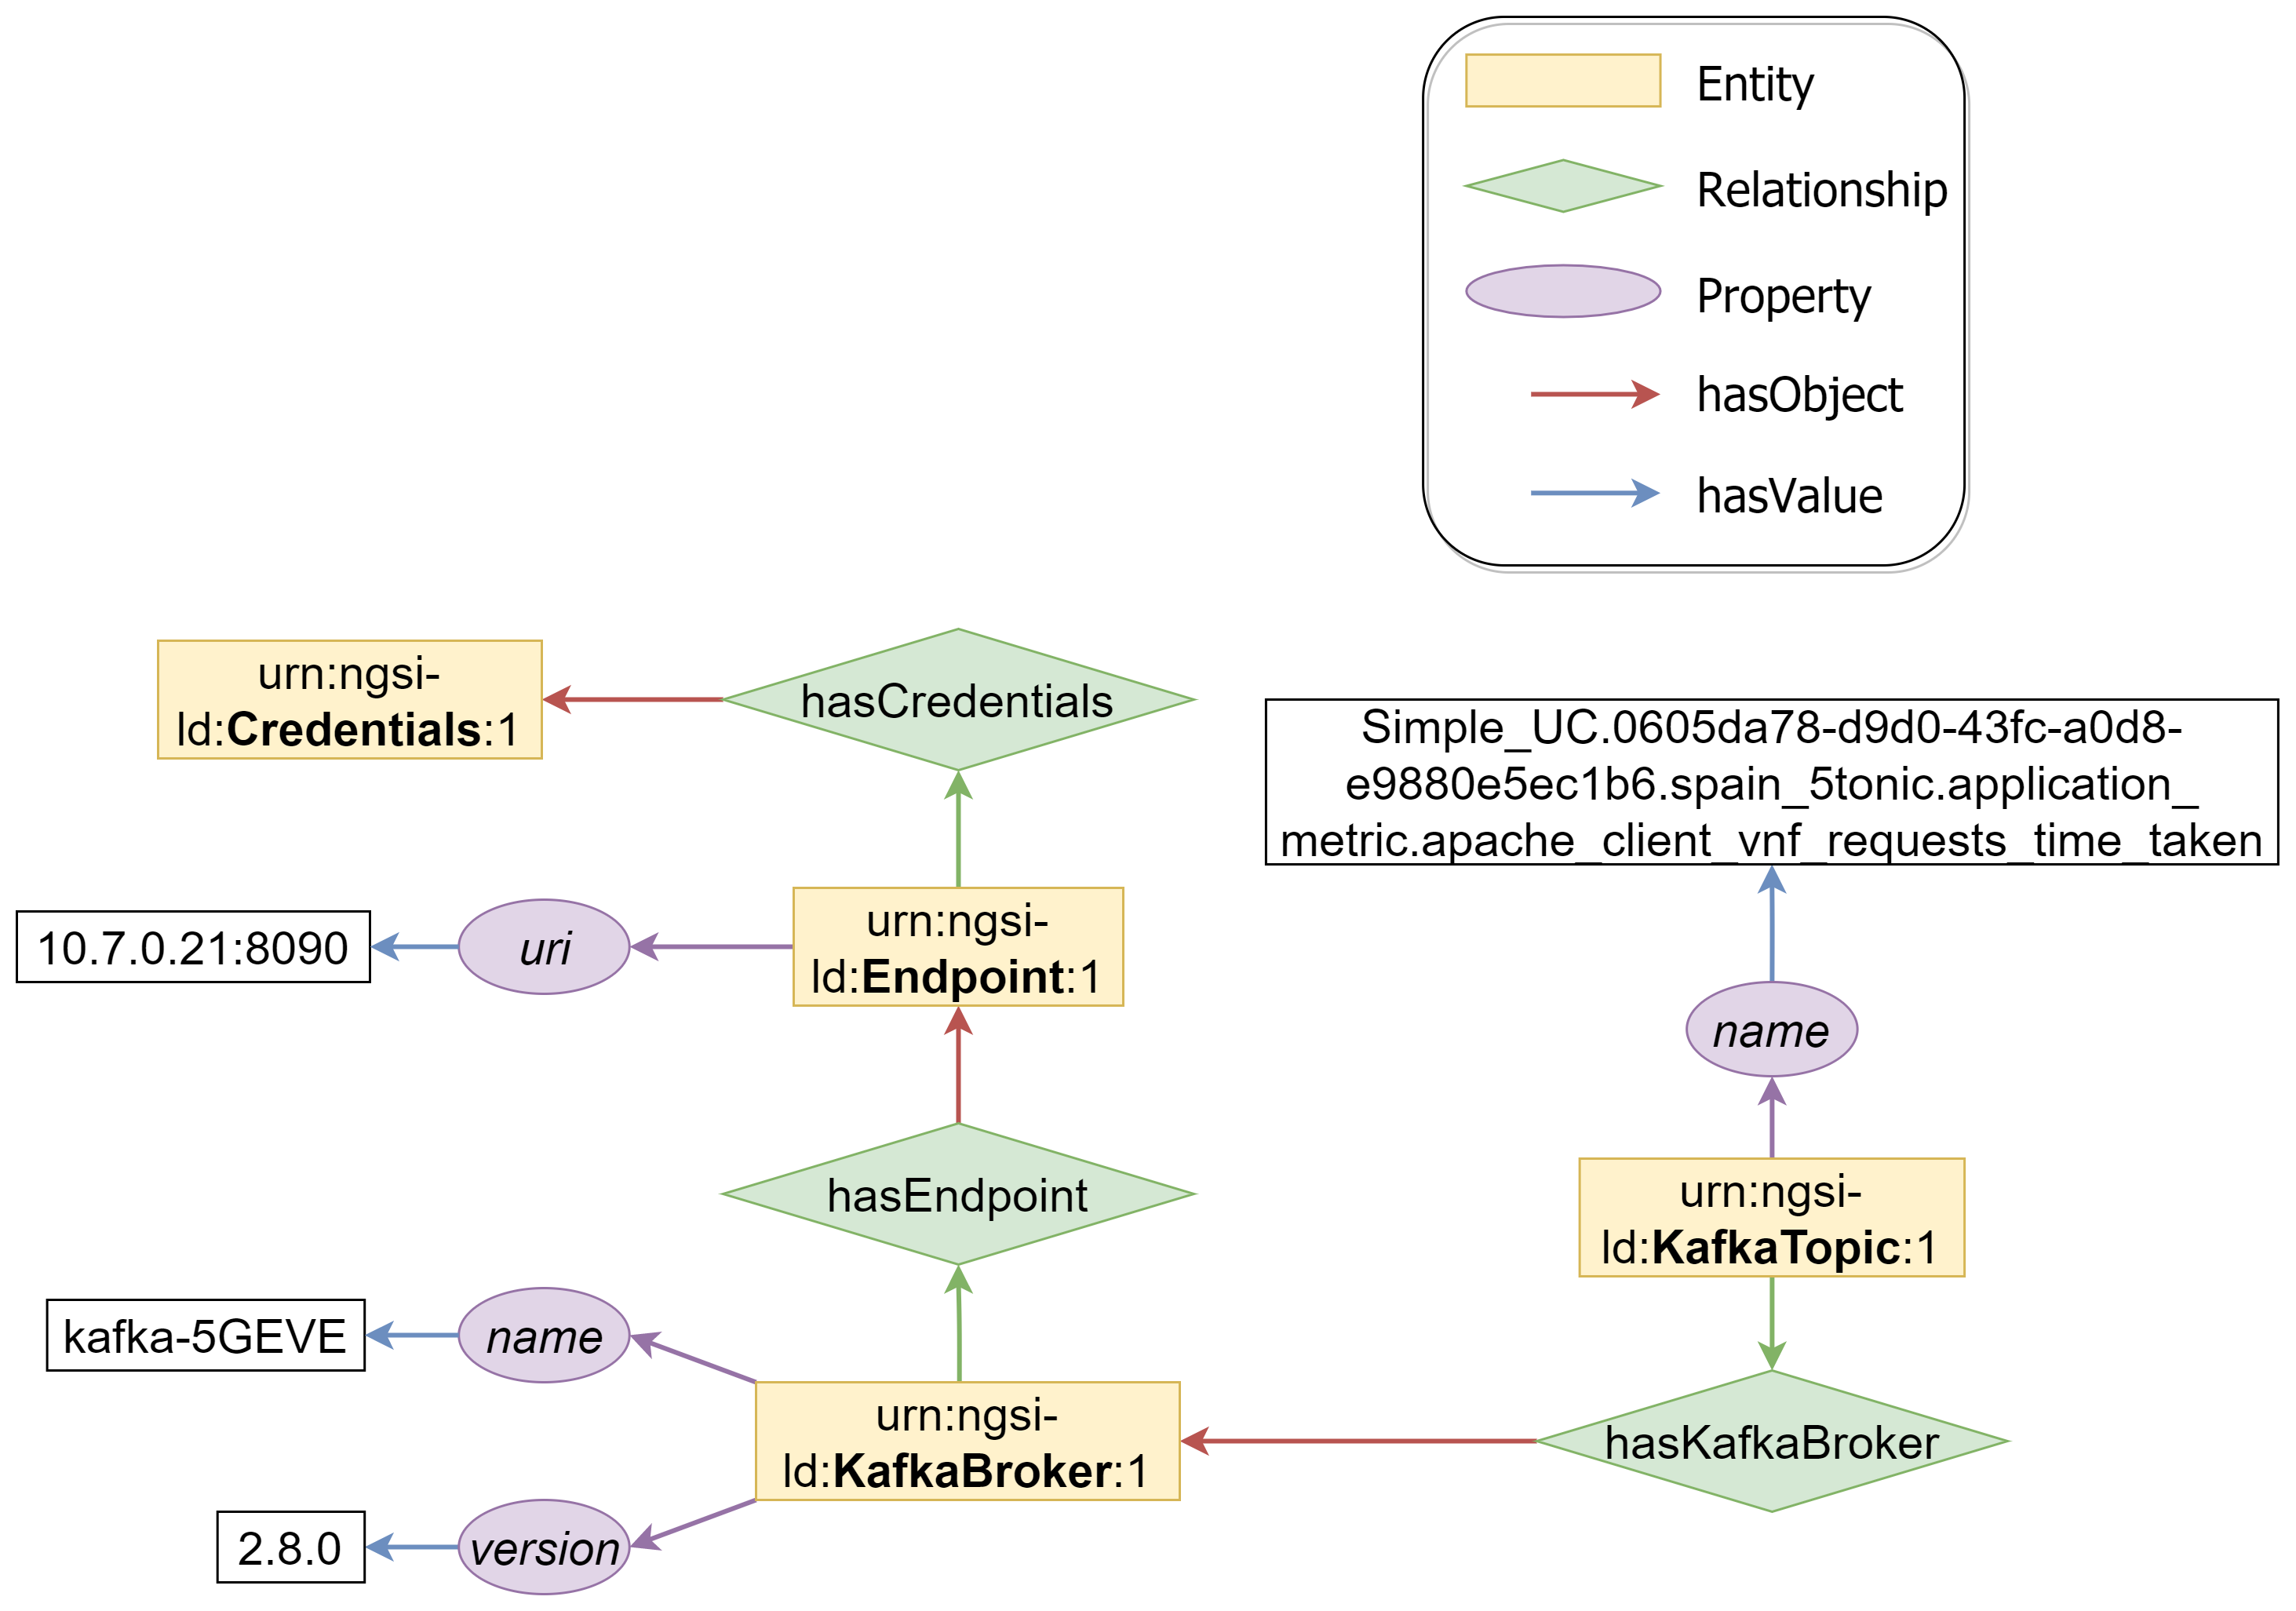 Entity
Relationship
Property
hasObject
hasValue
urn:ngsi-
ld:Credentials:1
hasCredentials
Simple_UC.0605da78-d9d0-43fc-a0d8-
e9880e5ec1b6.spain_5tonic.application_
metric.apache_client_vnf_requests_time_taken
10.7.0.21:8090
uri
urn:ngsi-
ld:Endpoint:1
name
hasEndpoint
urn:ngsi-
ld:KafkaTopic:1
kafka-5GEVE
name
urn:ngsi-
ld:KafkaBroker:1
hasKafkaBroker
2.8.0
version